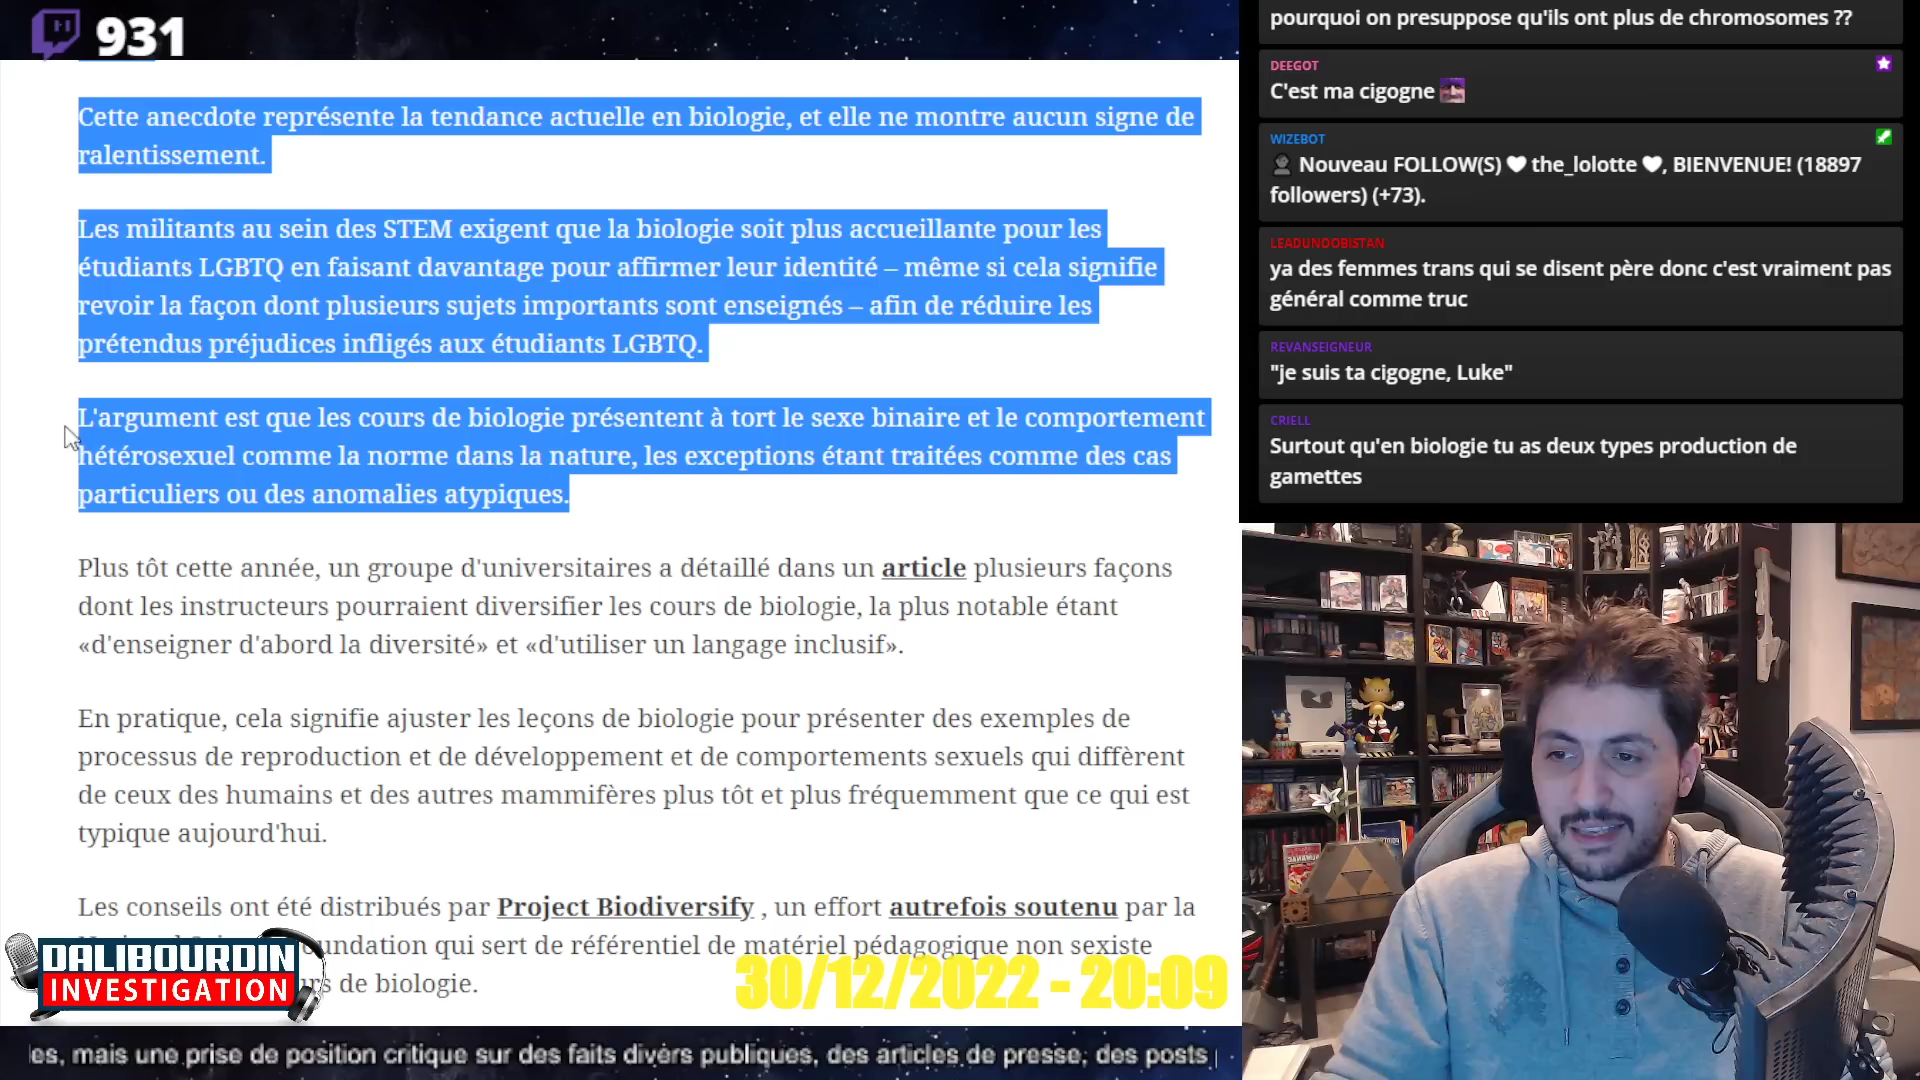 931
Cette anecdote représente la tendance actuelle en biologie, et elle ne montre aucun signe de
ralentissement.
Les militants au sein des STEM exigent que la biologie soit plus accueillante pour les
étudiants LGBTQ en faisant davantage pour affirmer leur identité – même si cela signifie
revoir la façon dont plusieurs sujets importants sont enseignés – afin de réduire les
prétendus préjudices infligés aux étudiants LGBTQ.
L'argument est que les cours de biologie présentent à tort le sexe binaire et le comportement
hétérosexuel comme la norme dans la nature, les exceptions étant traitées comme des cas
particuliers ou des anomalies atypiques.
Plus tôt cette année, un groupe d'universitaires a détaillé dans un article plusieurs façons
dont les instructeurs pourraient diversifier les cours de biologie, la plus notable étant
«d'enseigner d'abord la diversité» et «d'utiliser un langage inclusif».
En pratique, cela signifie ajuster les leçons de biologie pour présenter des exemples de
processus de reproduction et de développement et de comportements sexuels qui diffèrent
de ceux des humains et des autres mammifères plus tôt et plus fréquemment que ce qui est
typique aujourd'hui.
Les conseils ont été distribués par Project Biodiversify , un effort autrefois soutenu par la
qui sert de référentiel de matériel pédagogique non sexiste
de biologie.
DALIBOURDIN
INVESTIGATION
30/12/2022 - 20:09
es, mais une prise de position critique sur des faits divers publiques, des articles de presse, des posts
pourquoi on presuppose qu'ils ont plus de chromosomes ??
DEEGOT
C'est ma cigogne
WIZEBOT
Nouveau FOLLOW(S) ♥ the_lolotte ♥, BIENVENUE! (18897
followers) (+73).
LEADUNOOBISTAN
ya des femmes trans qui se disent père donc c'est vraiment pas
général comme truc
REVANSEIGNEUR
"je suis ta cigogne, Luke"
CRIELL
Surtout qu'en biologie tu as deux types production de
gamettes